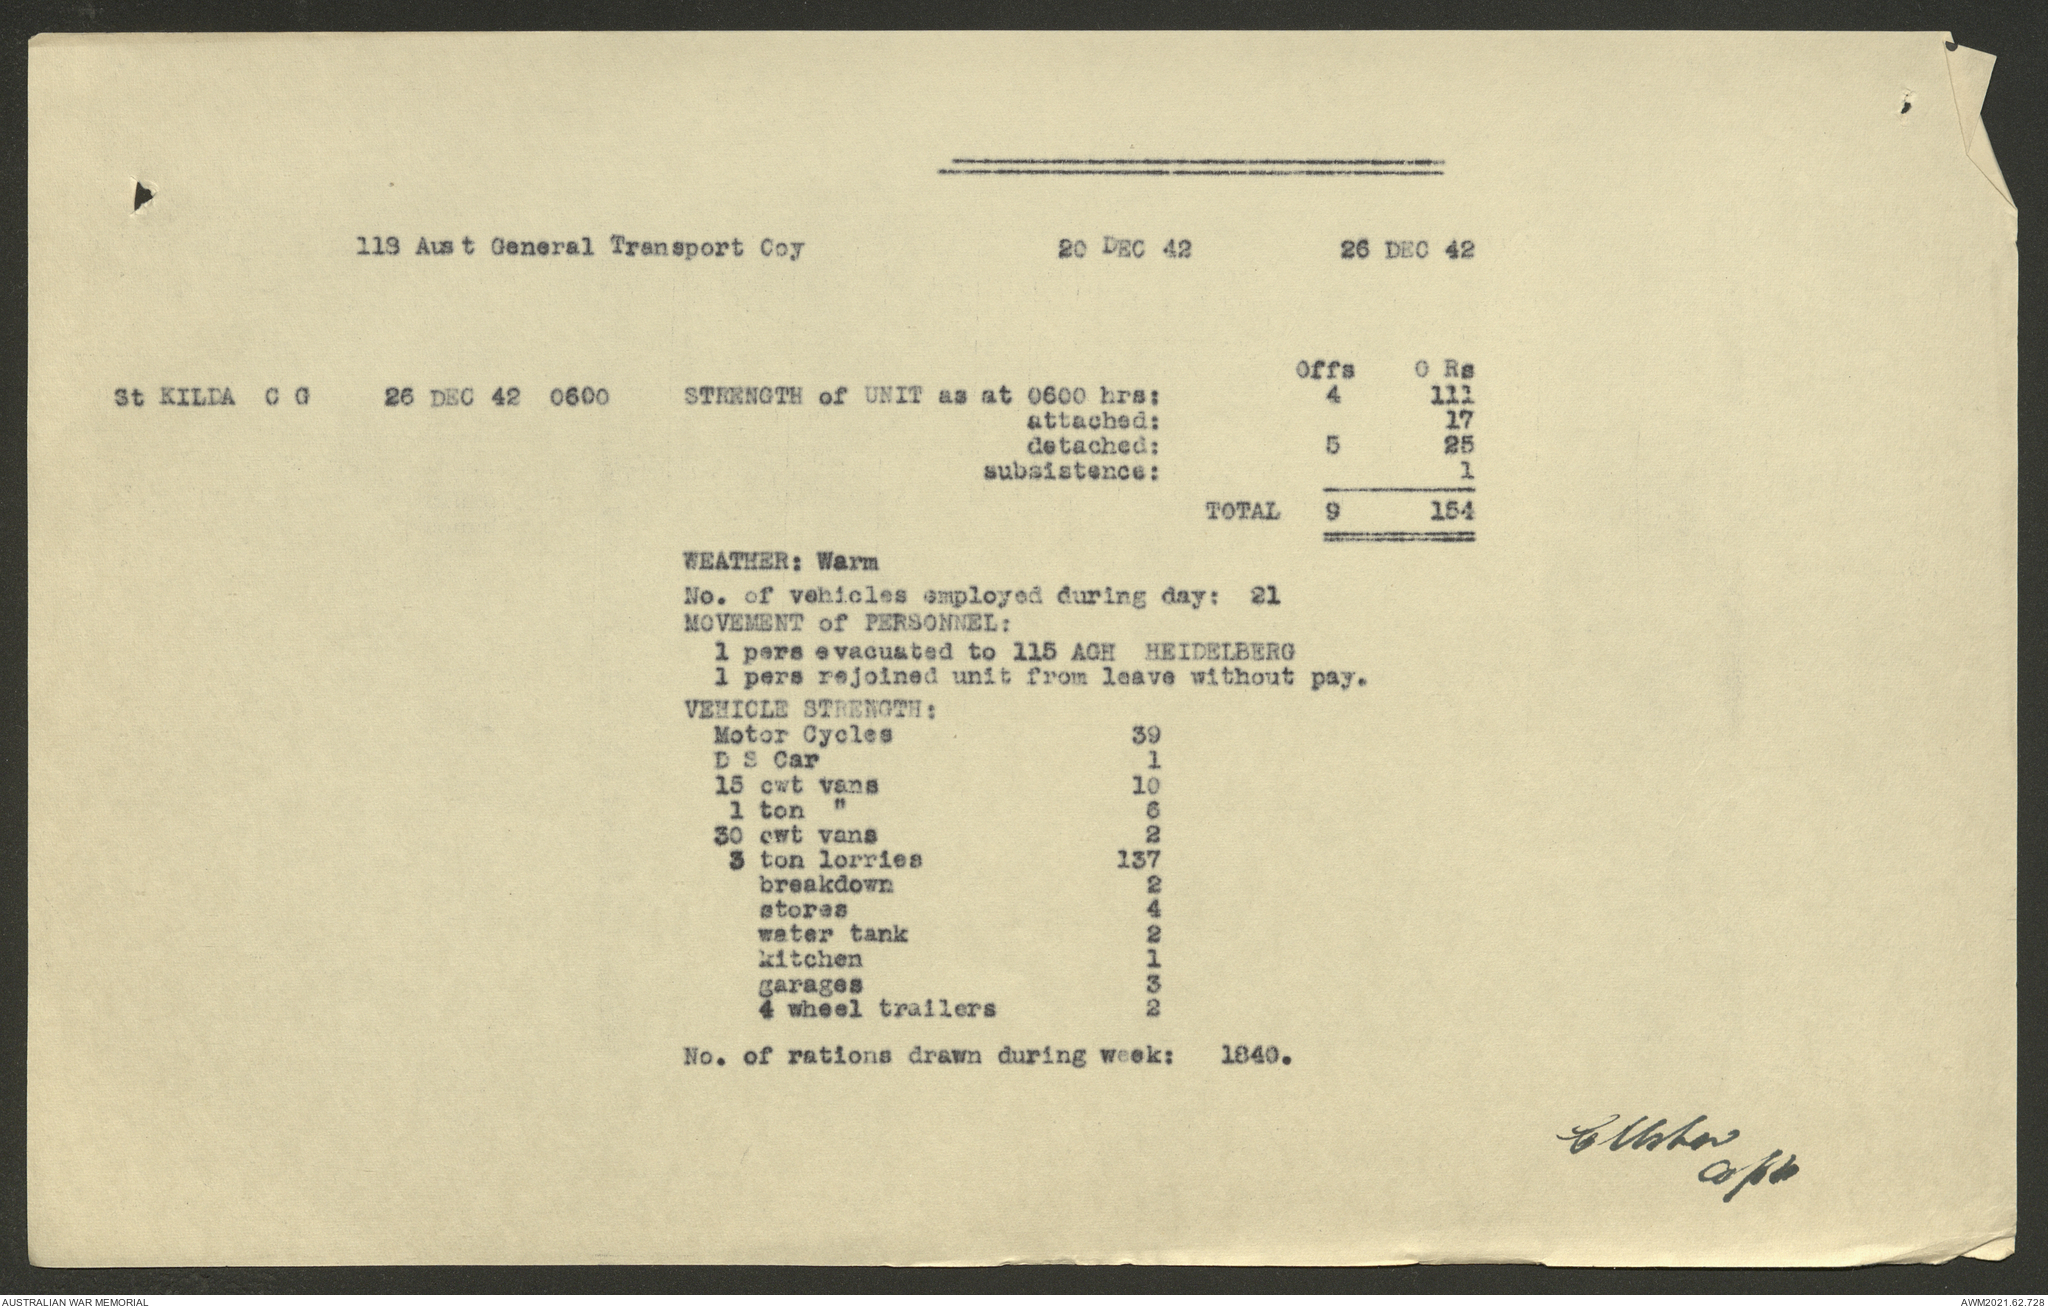 118 Aust General Transport Coy 20 DEC 42 26 DEC 42
Offs O Rs
St KILDA C G 26 DEC 42 0600 STRENGTH of UNIT as at 0600 hrs: 4 111
attached: 17
detached: 5 25
subsistence: 1
TOTAL 9 154
WEATHER: Warm
No. of vehicles employed during day: 21
MOVEMENT of PERSONNEL:
1 pers evacuated to 115 AGH HEIDELBERG
1 pers rejoined unit from leave without pay.
VEHICLE STRENGTH:
Motor Cycles 39
D S Car 1
15 cwt vans 10
1 ton " 6
30 cwt vans 2
3 ton lorries 137
breakdown 2
stores 4
water tank 2
kitchen 1
garages 3
4 wheel trailers 2
No. of rations drawn during week: 1840.
AUSTRALIAN WAR MEMORIAL
AWM2021.62.728